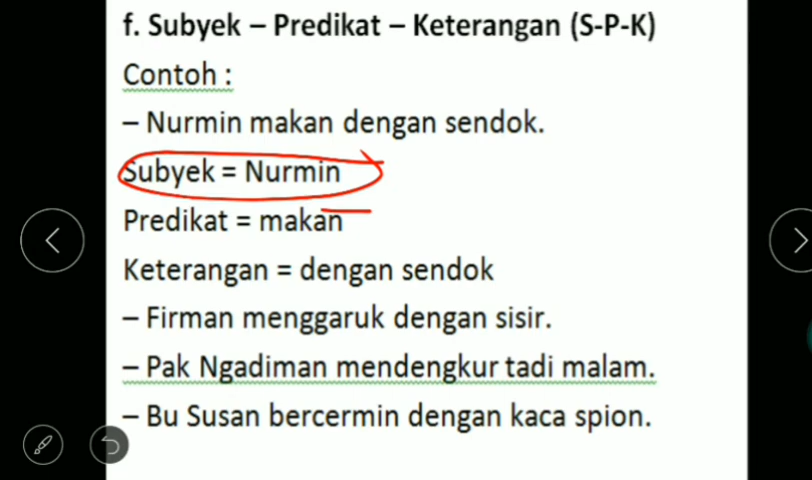 f. Subyek – Predikat – Keterangan (S-P-K)
Contoh :
– Nurmin makan dengan sendok.
Subyek = Nurmin
Predikat = makan
Keterangan = dengan sendok
– Firman menggaruk dengan sisir.
– Pak Ngadiman mendengkur tadi malam.
– Bu Susan bercermin dengan kaca spion.